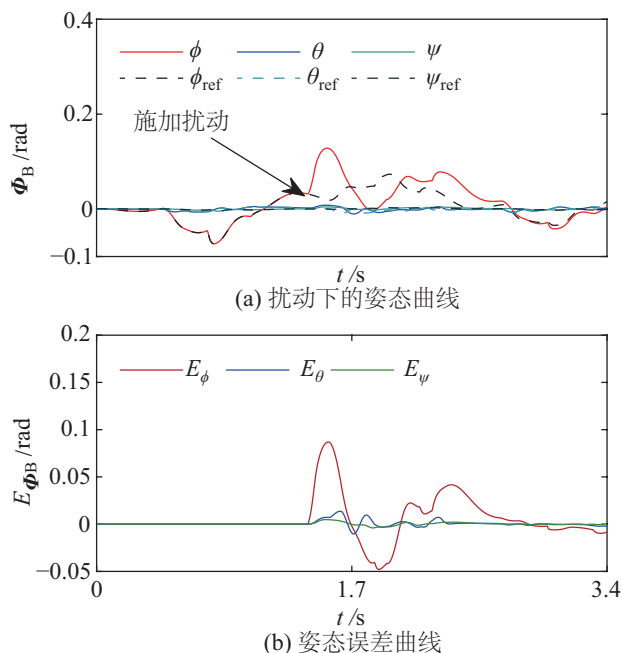 0.4
ϕ θ ψ
ϕref θref ψref
0.2
施加扰动
0
−0.1
ΦB /rad
t/s
(a) 扰动下的姿态曲线
0.2
0.15
Eϕ Eθ Eψ
0.1
0.05
0
−0.05
EΦB /rad
0 1.7 3.4
t/s
(b) 姿态误差曲线